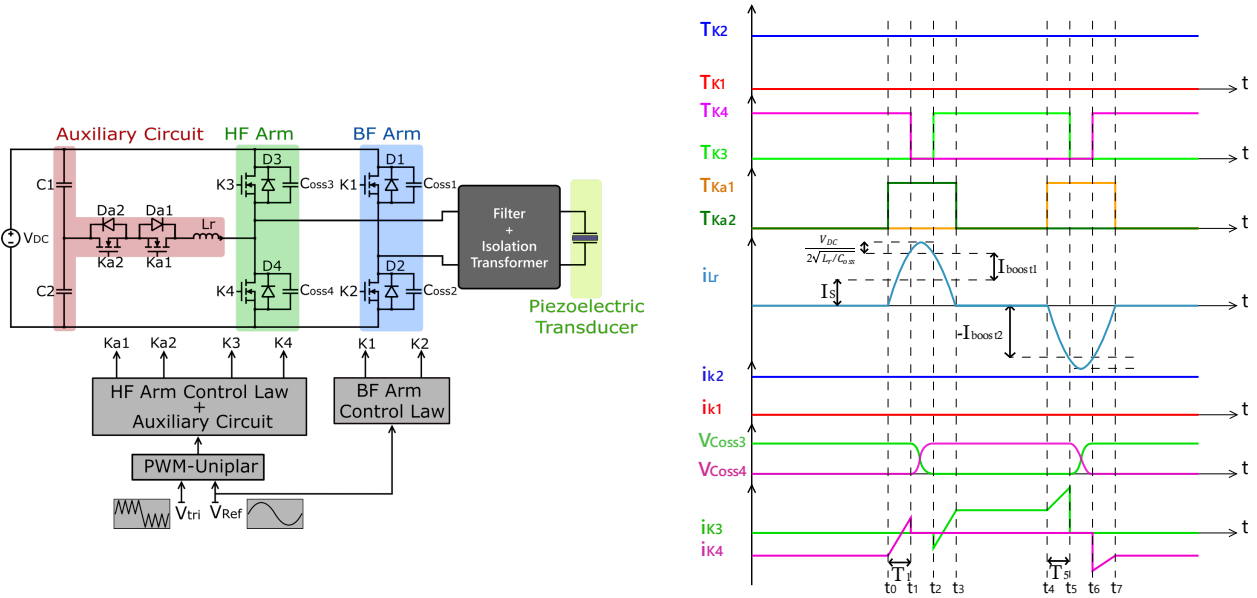 Auxiliary Circuit
HF Arm
BF Arm
D3
D1
C1
K3
Coss3
K1
Coss1
Da2
Da1
Lr
VDC
Ka2
Ka1
Filter
+
Isolation
Transformer
C2
D4
D2
K4
Coss4
K2
Coss2
Piezoelectric
Transducer
Ka1
Ka2
K3
K4
K1
K2
HF Arm Control Law
+
Auxiliary Circuit
BF Arm
Control Law
PWM-Uniplar
Vtri
VRef
TK2
TK1
t
TK4
TK3
t
TKa1
TKa2
t
VDC
2√Lr/Coss
Iboost1
iLr
IS
t
-Iboost2
ik2
ik1
t
VCoss3
VCoss4
t
iK3
iK4
t
T1
T5
t0
t1
t2
t3
t4
t5
t6
t7